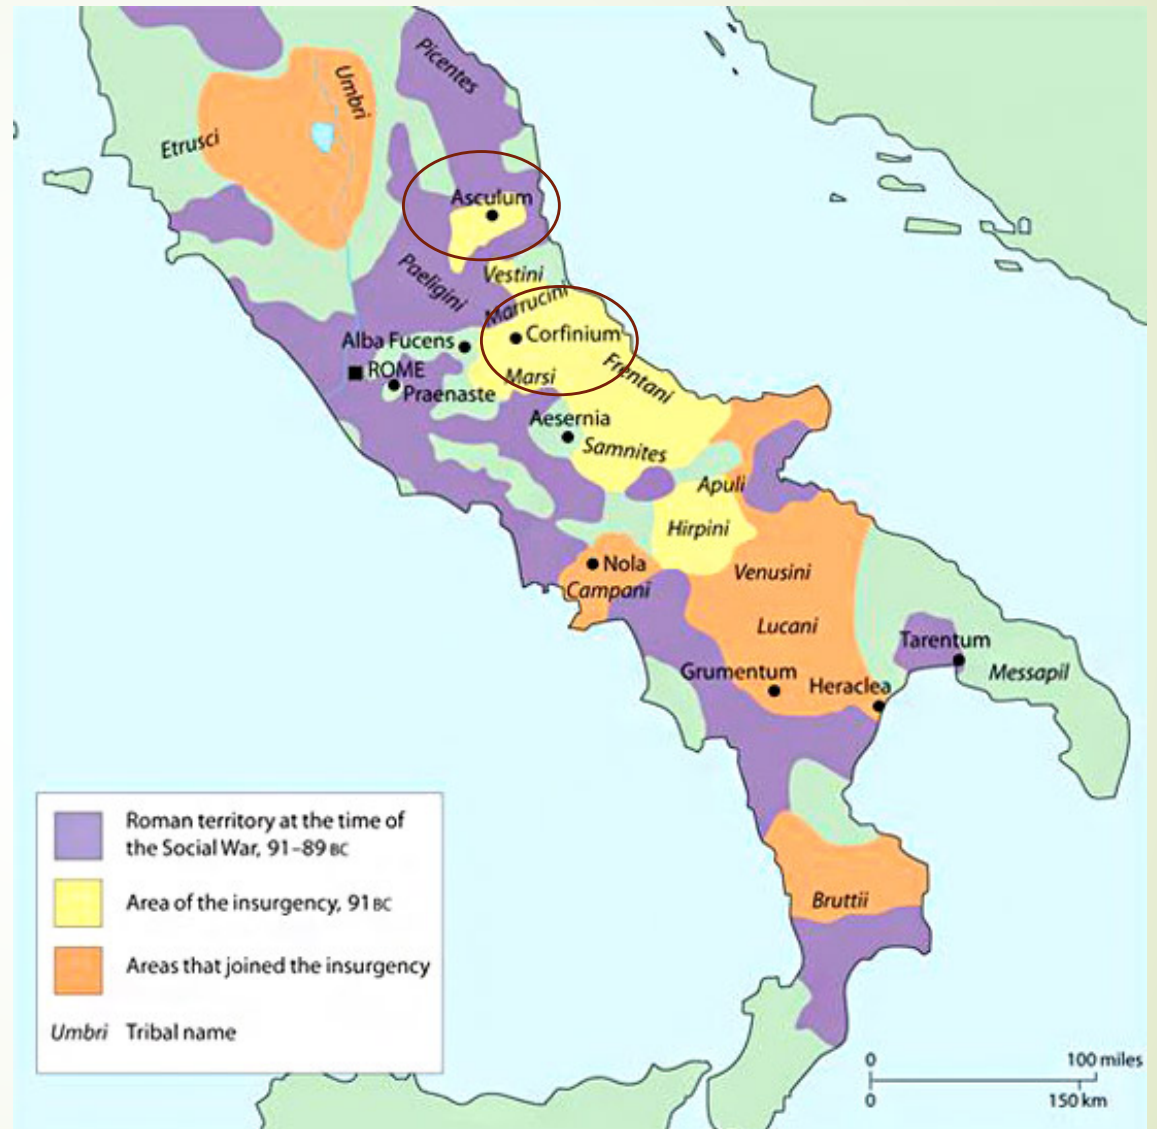 Picentes
Umbri
Etrusci
Asculum
Paeligini
Vestini
Marrucini
Corfinium
Alba Fucens
ROME
Praenaste
Marsi
Frentani
Aesernia
Samnites
Apuli
Hirpini
Nola
Campani
Venusini
Lucani
Tarentum
Messapil
Grumentum
Heraclea
Bruttii
Roman territory at the time of
the Social War, 91–89 BC
Area of the insurgency, 91 BC
Areas that joined the insurgency
Umbri Tribal name
0 100 miles
0 150 km